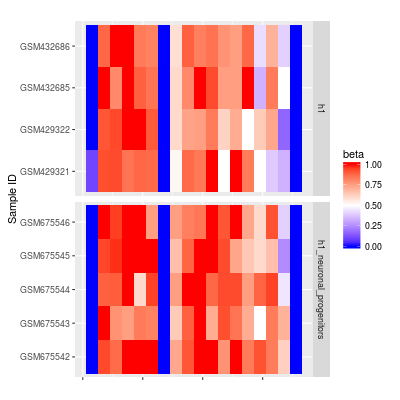 GSM432686
GSM432685
GSM429322
GSM429321
h1
GSM675546
GSM675545
GSM675544
GSM675543
GSM675542
h1_neuronal_progenitors
Sample ID
beta
1.00
0.75
0.50
0.25
0.00